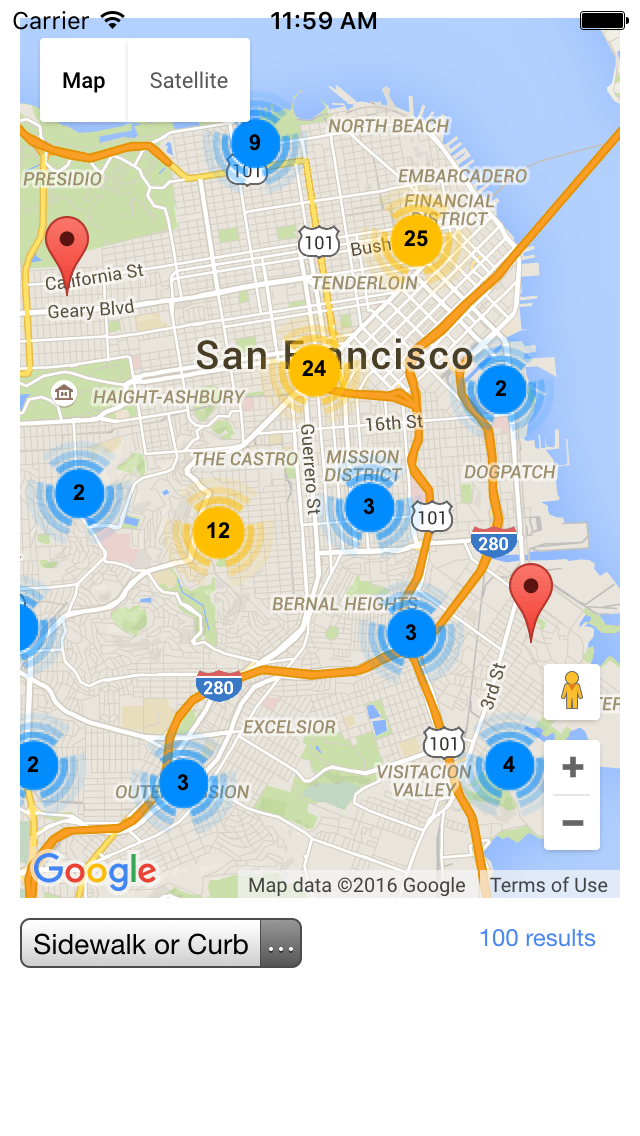 Carrier 11:59 AM
Map Satellite
9
NORTH BEACH
101
PRESIDIO
EMBARCADERO
FINANCIAL
DISTRICT
25
101
Bush
California St
TENDERLOIN
Geary Blvd
San Francisco
24
2
HAIGHT-ASHBURY
16th St
Guerrero St
THE CASTRO
MISSION
DISTRICT
DOGPATCH
2
3
101
12
280
BERNAL HEIGHTS
3
280
3rd St
EXCELSIOR
101
2
VISITACION
VALLEY
4
3
+
−
Google
Map data ©2016 Google Terms of Use
Sidewalk or Curb ...
100 results